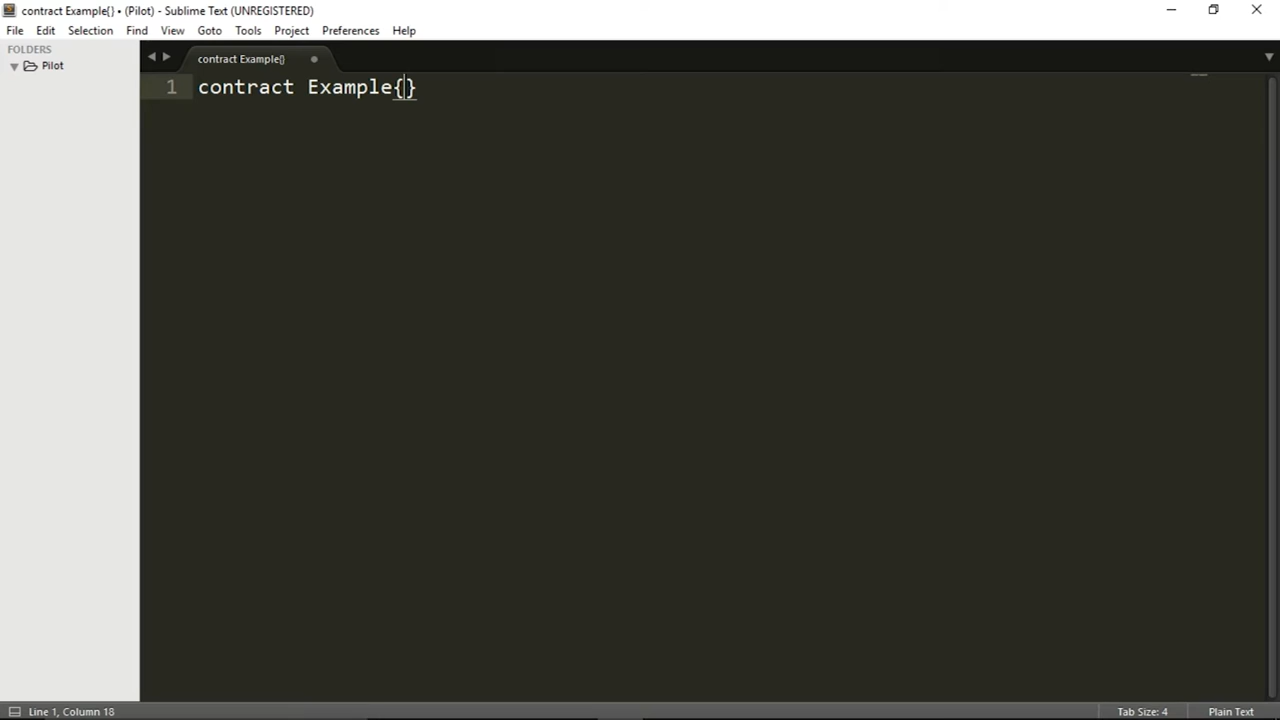 contract Example{} • (Pilot) - Sublime Text (UNREGISTERED)
File Edit Selection Find View Goto Tools Project Preferences Help
FOLDERS
Pilot
contract Example{}
1 contract Example{}
Line 1, Column 18
Tab Size: 4
Plain Text